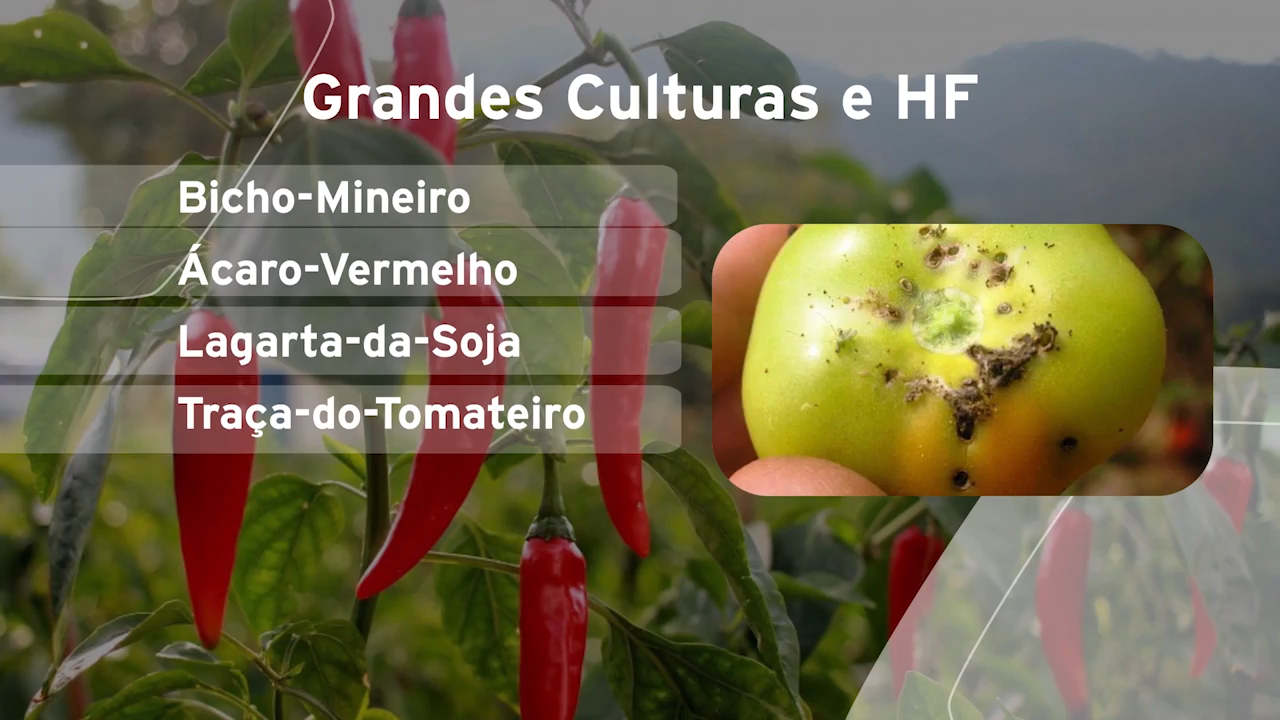 Grandes Culturas e HF
Bicho-Mineiro
Ácaro-Vermelho
Lagarta-da-Soja
Traça-do-Tomateiro